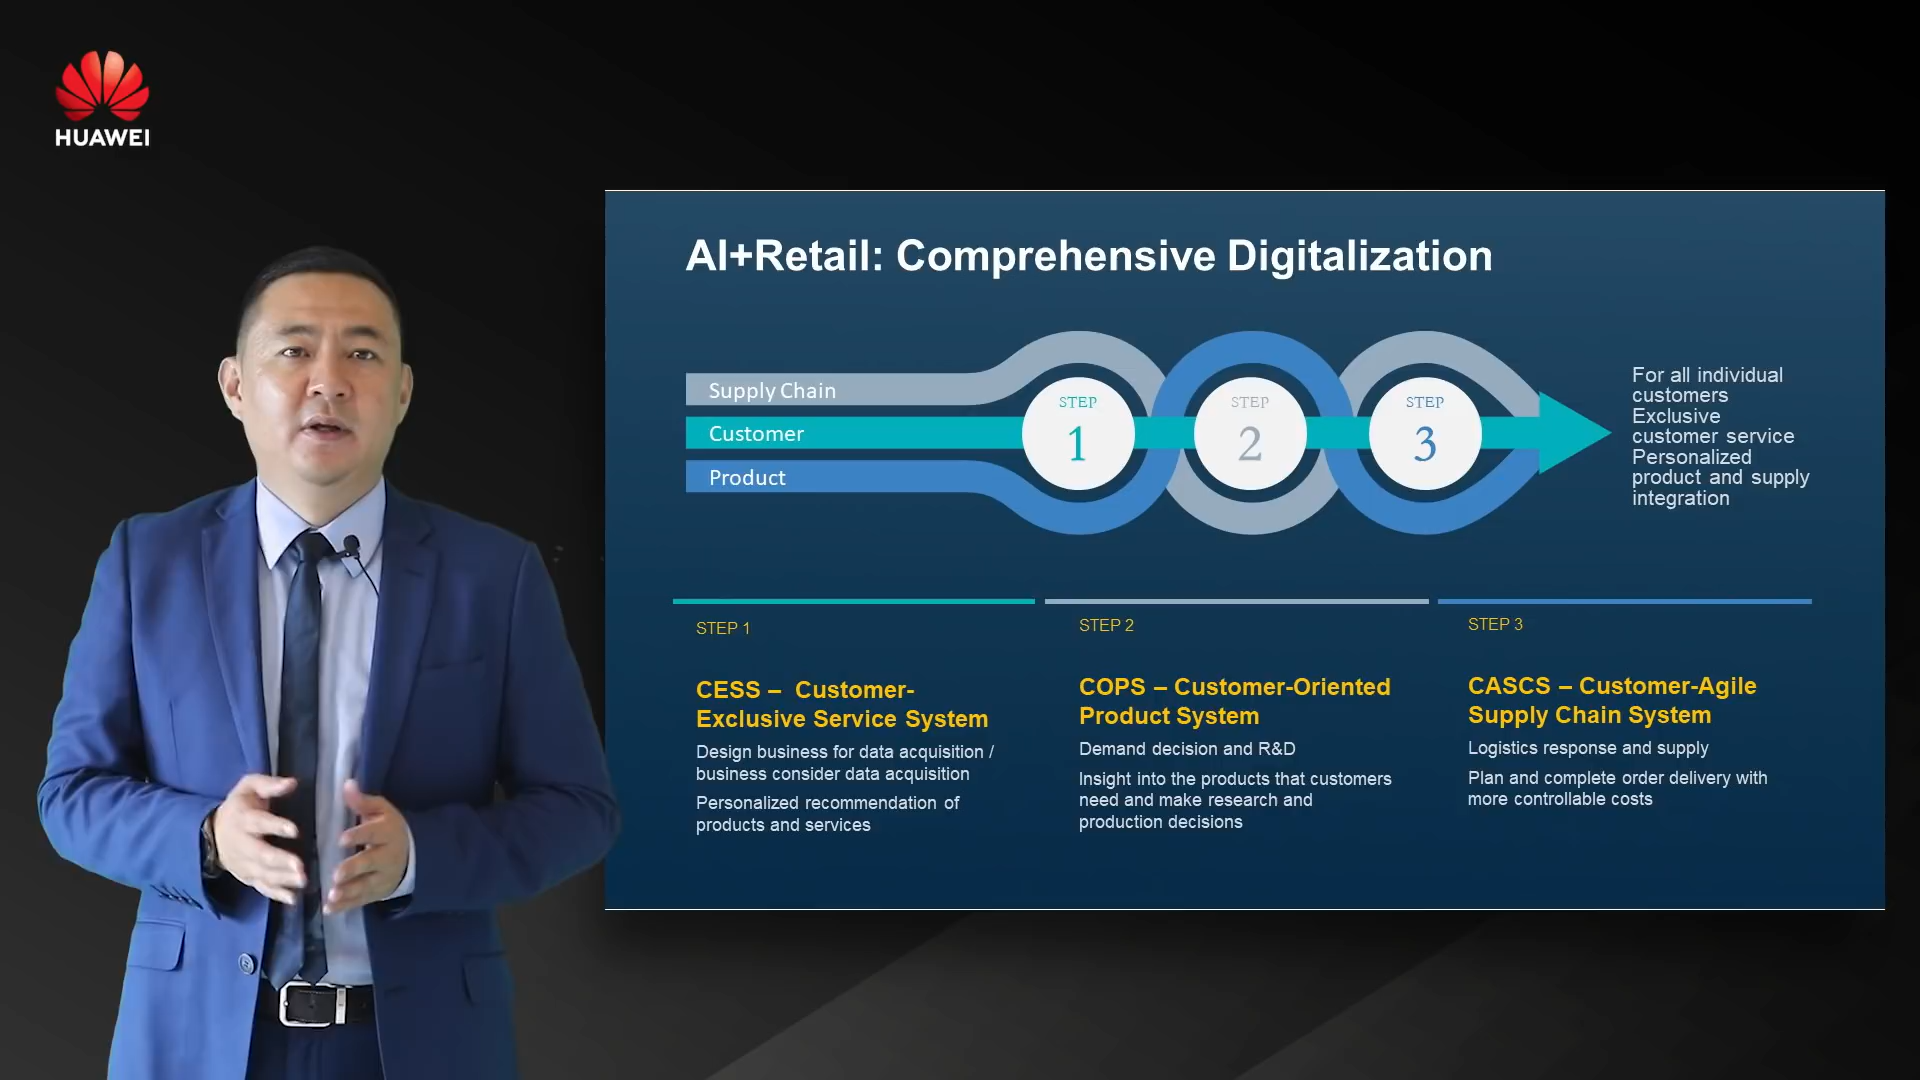 HUAWEI
AI+Retail: Comprehensive Digitalization
Supply Chain
Customer
Product
STEP
1
STEP
2
STEP
3
For all individual
customers
Exclusive
customer service
Personalized
product and supply
integration
STEP 1
CESS – Customer-
Exclusive Service System
Design business for data acquisition /
business consider data acquisition
Personalized recommendation of
products and services
STEP 2
COPS – Customer-Oriented
Product System
Demand decision and R&D
Insight into the products that customers
need and make research and
production decisions
STEP 3
CASCS – Customer-Agile
Supply Chain System
Logistics response and supply
Plan and complete order delivery with
more controllable costs